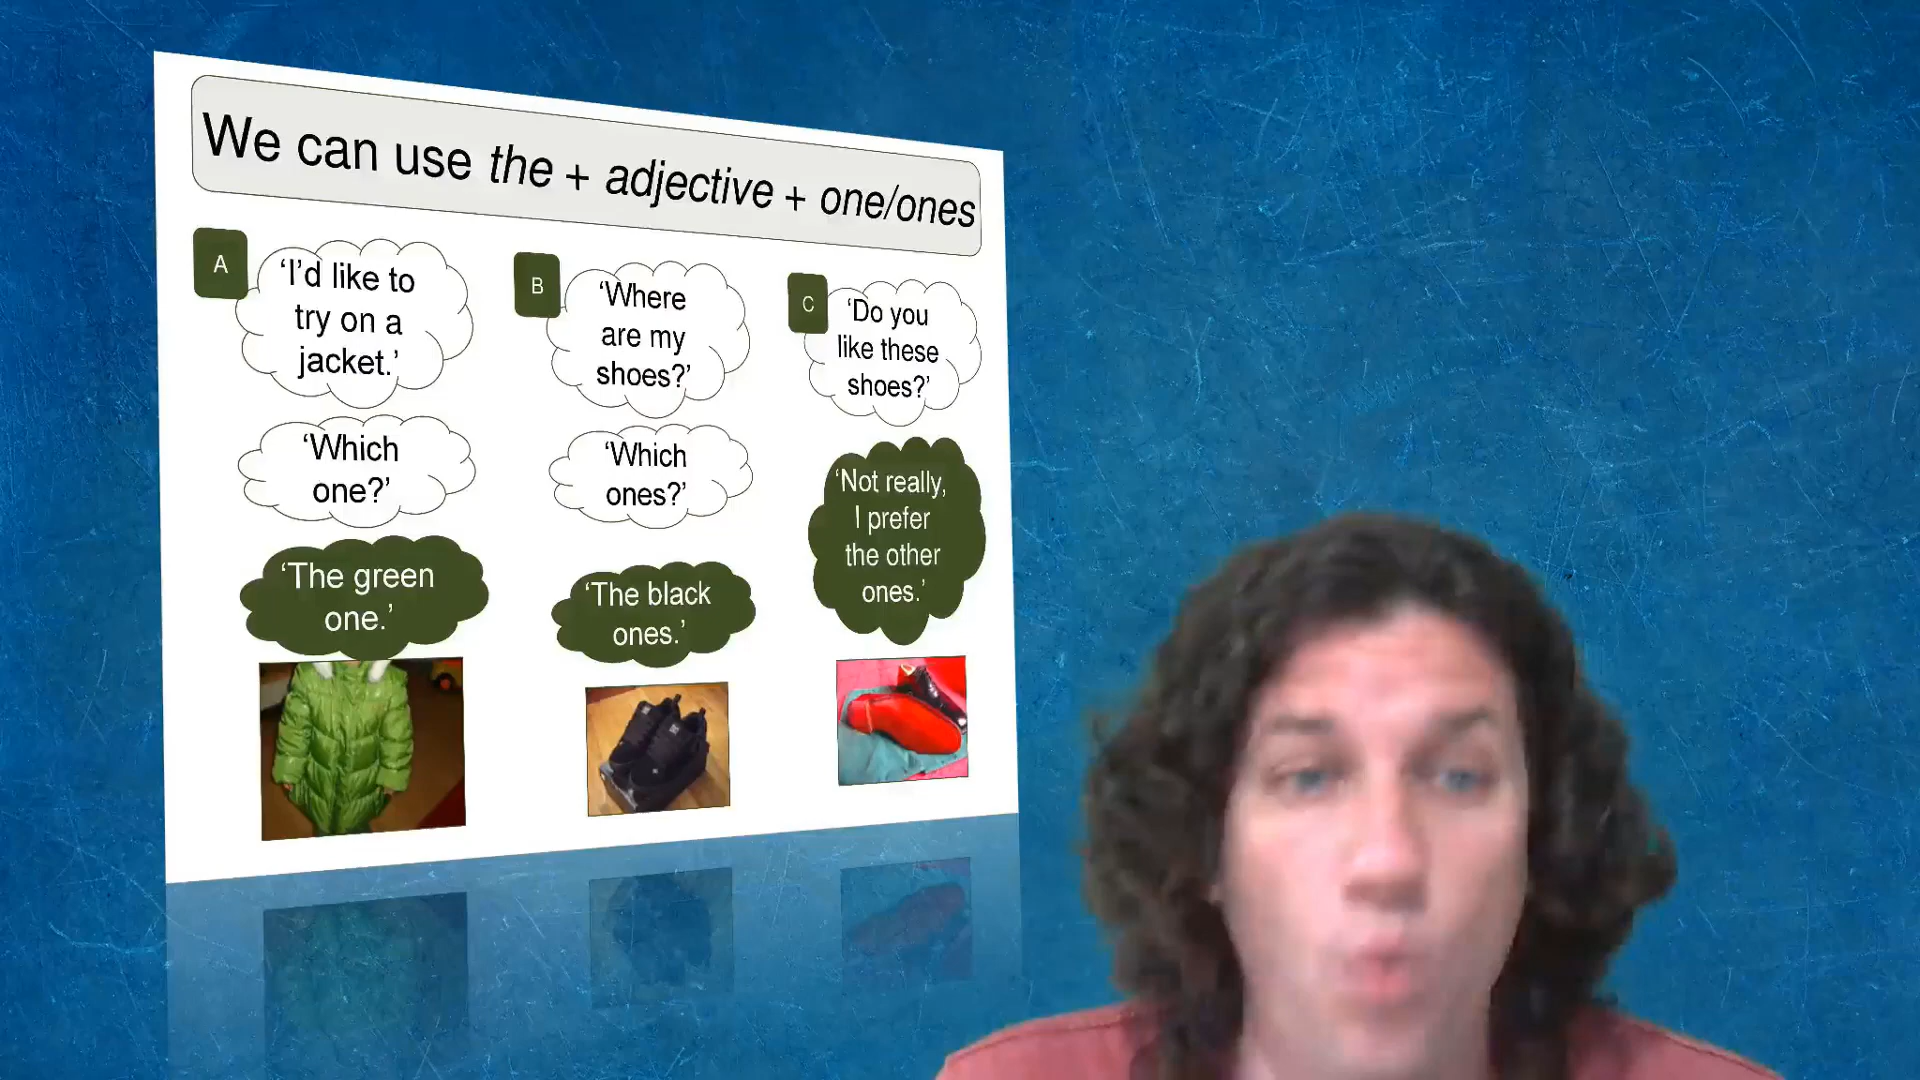 We can use the + adjective + one/ones
A
‘I’d like to
try on a
jacket.’
‘Which
one?’
‘The green
one.’
B
‘Where
are my
shoes?’
‘Which
ones?’
‘The black
ones.’
C
‘Do you
like these
shoes?’
‘Not really,
I prefer
the other
ones.’